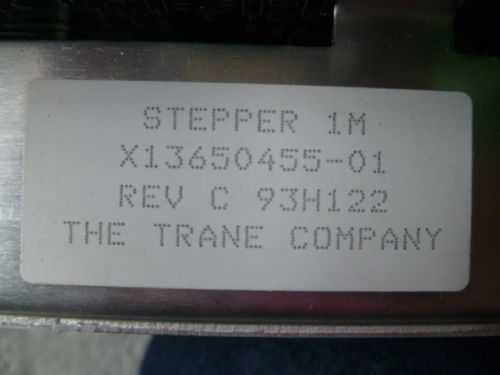 STEPPER 1M
X13650455-01
REV C 93H122
THE TRANE COMPANY